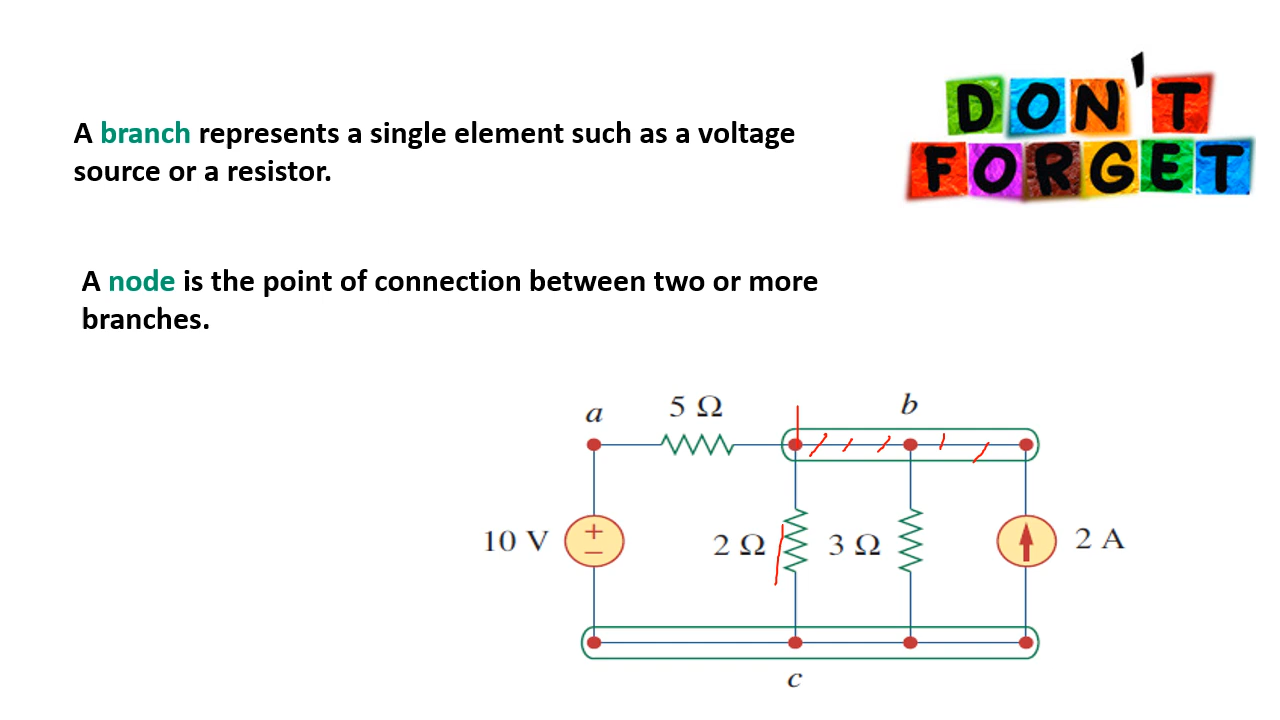 DON'T
FORGET
A branch represents a single element such as a voltage
source or a resistor.
A node is the point of connection between two or more
branches.
a
5 Ω
b
10 V
+
−
2 Ω
3 Ω
2 A
c